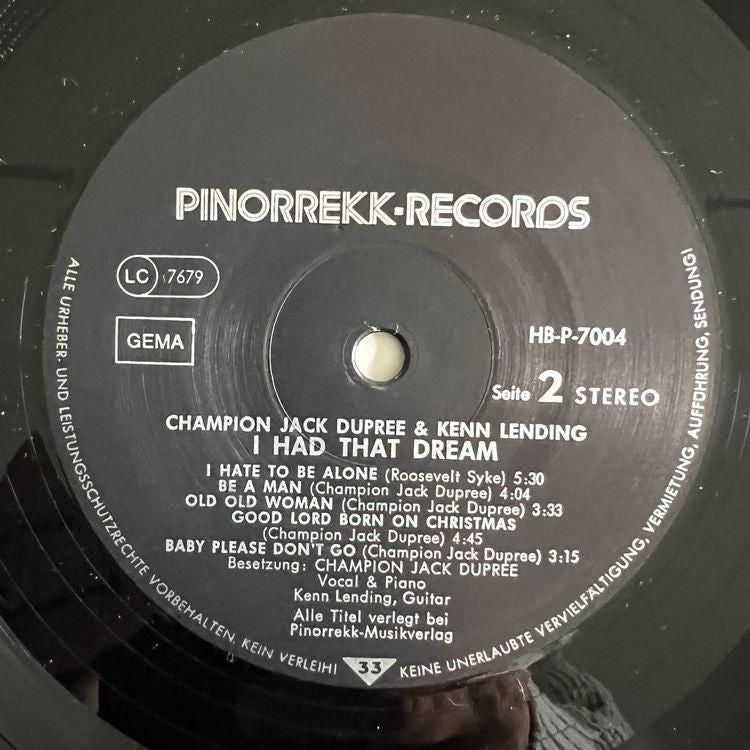 PINORREKK-RECORDS
LC 7679
GEMA
HB-P-7004
Seite 2 STEREO
CHAMPION JACK DUPREE & KENN LENDING
I HAD THAT DREAM
I HATE TO BE ALONE (Roosevelt Syke) 5:30
BE A MAN (Champion Jack Dupree) 4:04
OLD OLD WOMAN (Champion Jack Dupree) 3:33
GOOD LORD BORN ON CHRISTMAS
(Champion Jack Dupree) 4:45
BABY PLEASE DON'T GO (Champion Jack Dupree) 3:15
Besetzung: CHAMPION JACK DUPREE
Vocal & Piano
Kenn Lending, Guitar
Alle Titel verlegt bei
Pinorrekk-Musikverlag
ALLE URHEBER- UND LEISTUNGSSCHUTZRECHTE VORBEHALTEN. KEIN VERLEIH! 33 KEINE UNERLAUBTE VERVIELFÄLTIGUNG, VERMIETUNG, AUFFÜHRUNG, SENDUNG!